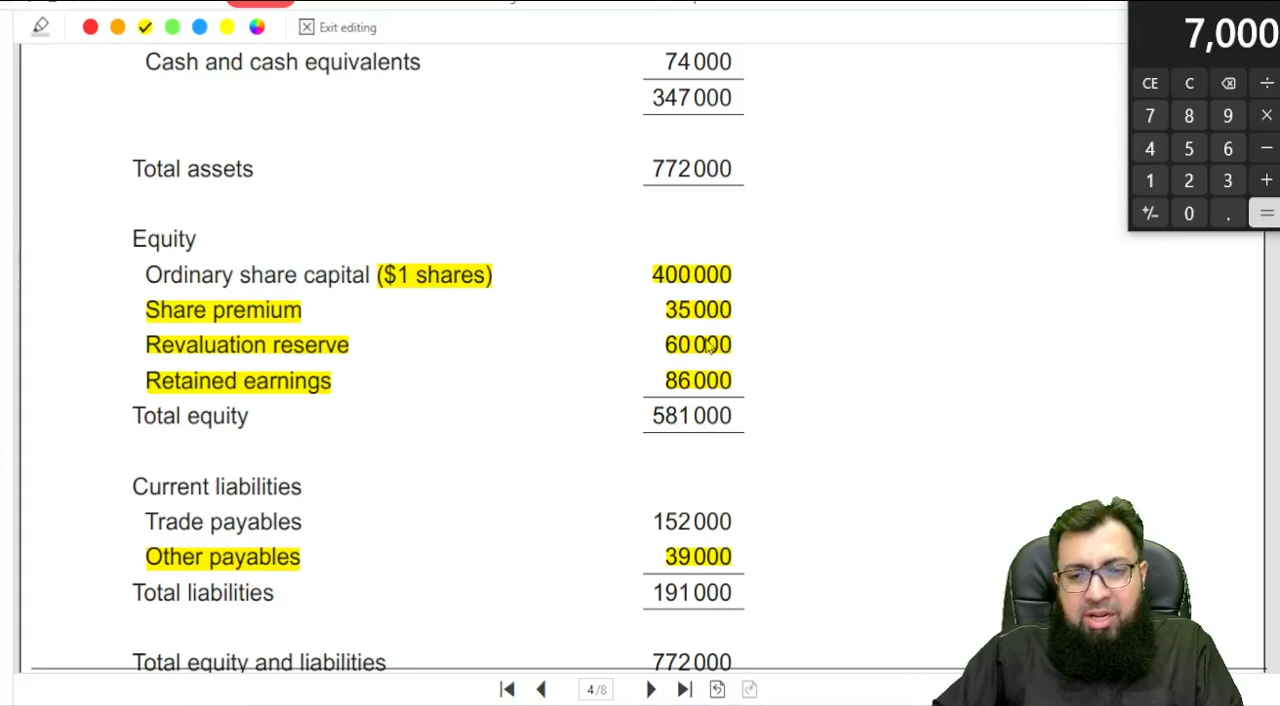 Exit editing
7,000
CE C ÷
7 8 9 ×
4 5 6 −
1 2 3 +
+/− 0 . =
Cash and cash equivalents 74 000
347 000
Total assets 772 000
Equity
Ordinary share capital ($1 shares) 400 000
Share premium 35 000
Revaluation reserve 60 000
Retained earnings 86 000
Total equity 581 000
Current liabilities
Trade payables 152 000
Other payables 39 000
Total liabilities 191 000
Total equity and liabilities 772 000
4/8